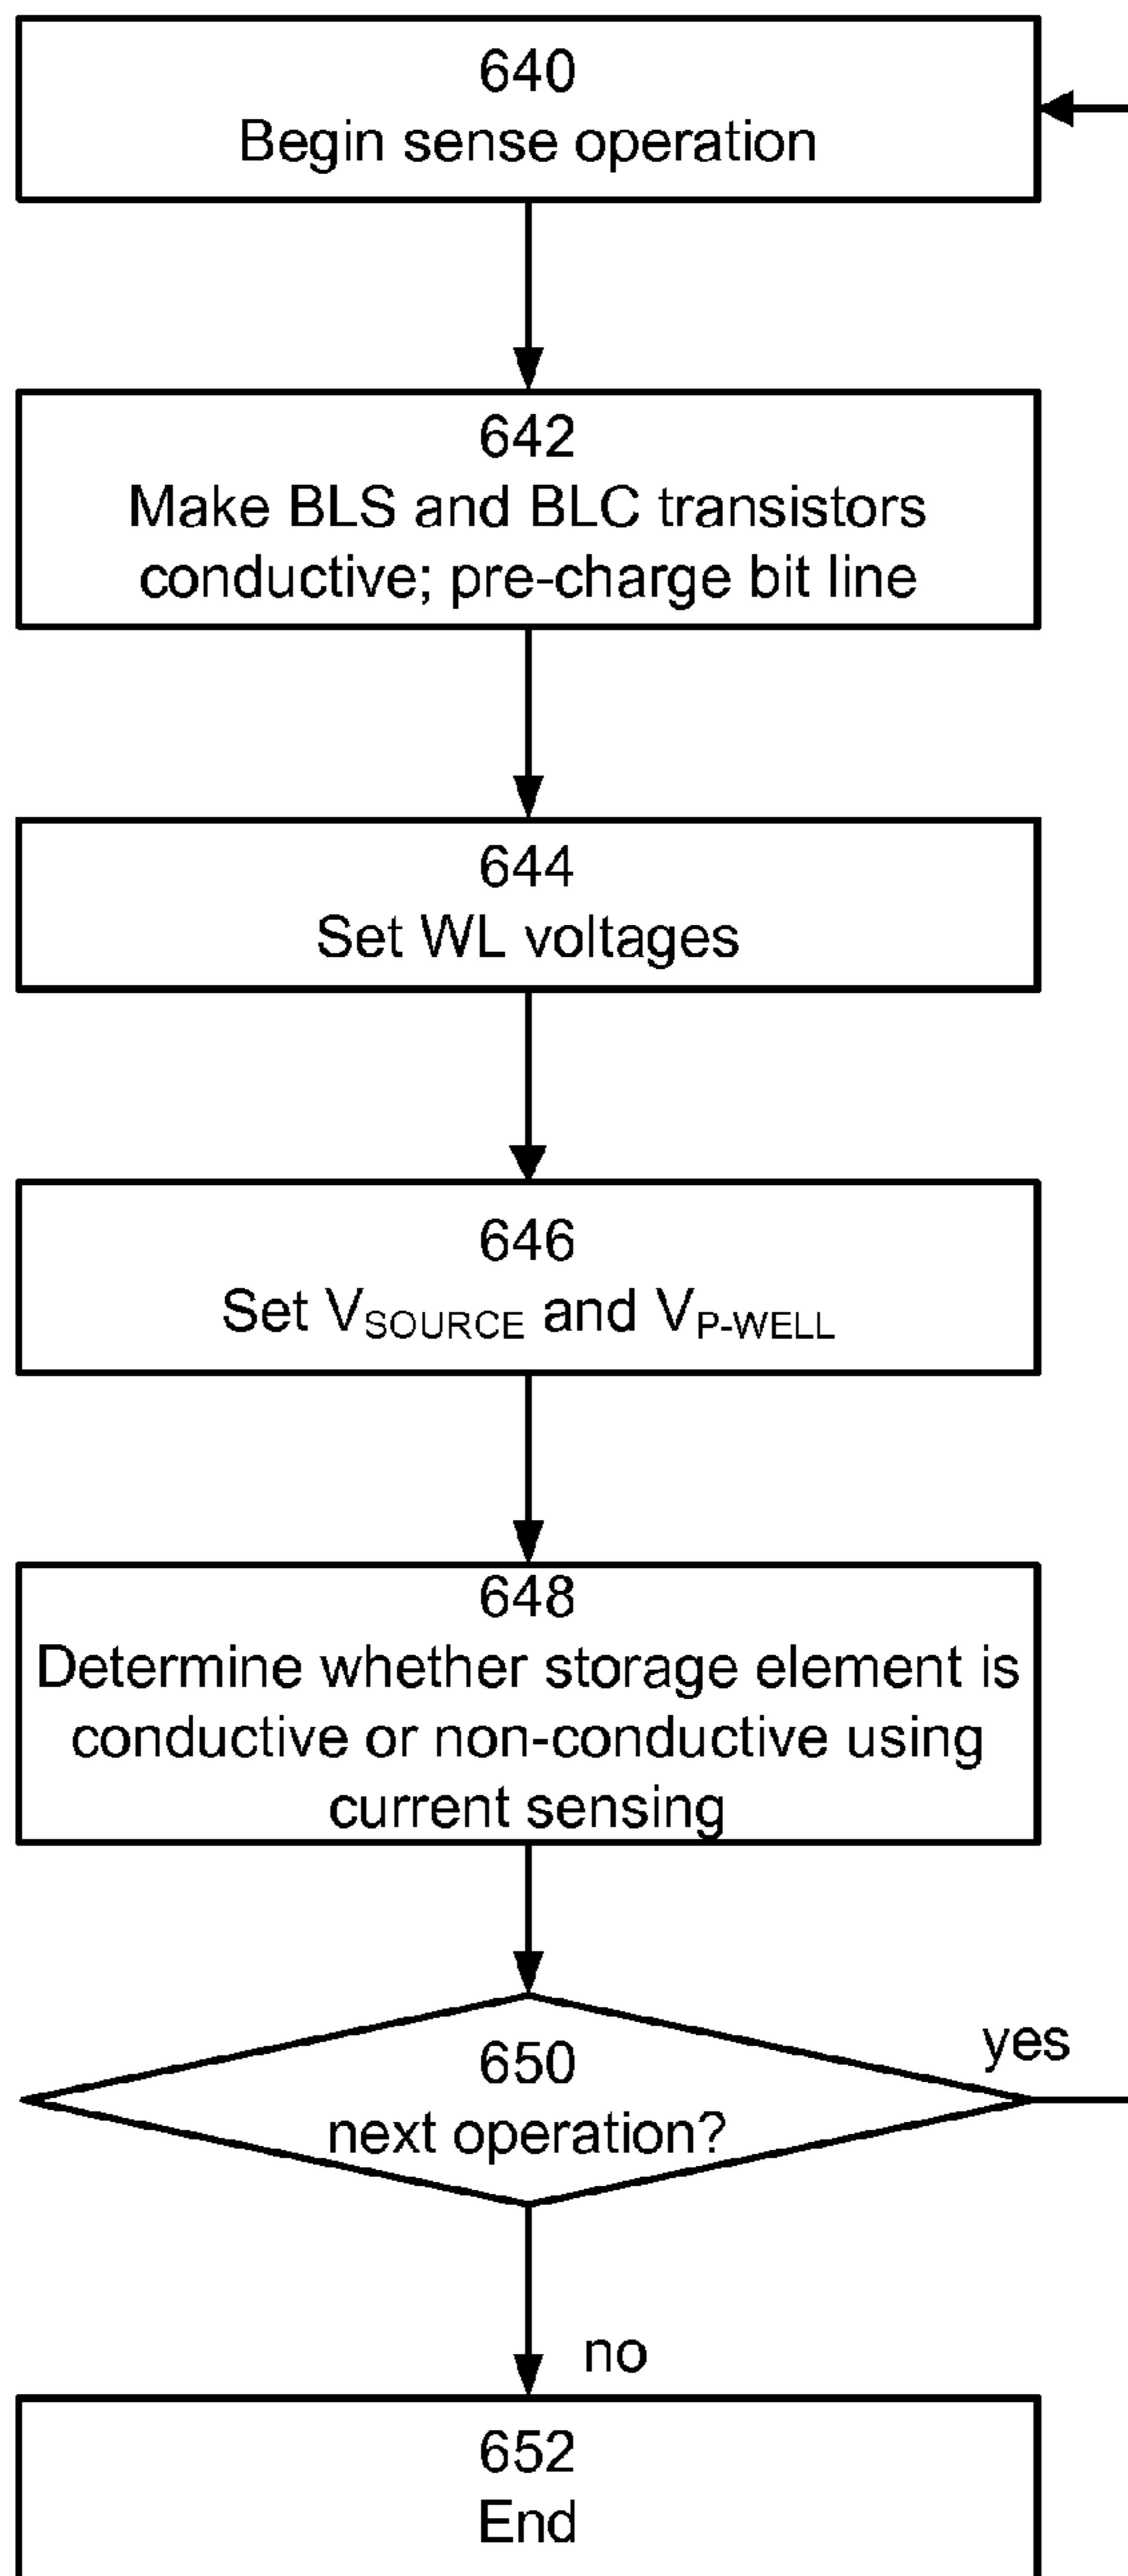 640
Begin sense operation
642
Make BLS and BLC transistors
conductive; pre-charge bit line
644
Set WL voltages
646
Set VSOURCE and VP-WELL
648
Determine whether storage element is
conductive or non-conductive using
current sensing
650
next operation?
yes
no
652
End